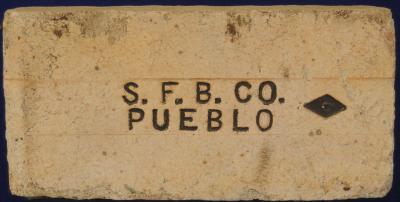 S. F. B. CO.
PUEBLO